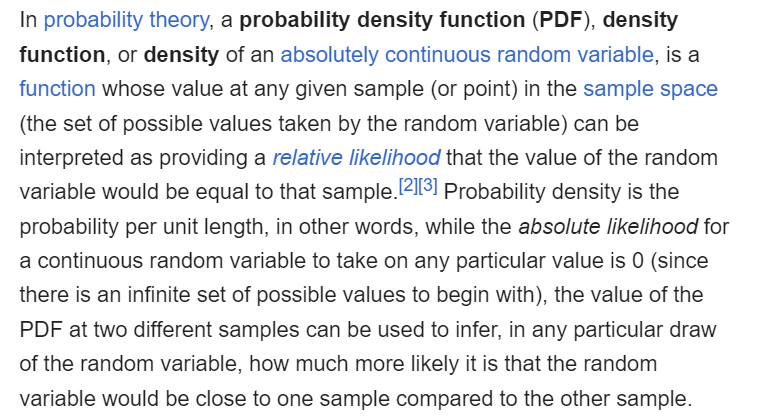 In probability theory, a probability density function (PDF), density
function, or density of an absolutely continuous random variable, is a
function whose value at any given sample (or point) in the sample space
(the set of possible values taken by the random variable) can be
interpreted as providing a relative likelihood that the value of the random
variable would be equal to that sample.[2][3] Probability density is the
probability per unit length, in other words, while the absolute likelihood for
a continuous random variable to take on any particular value is 0 (since
there is an infinite set of possible values to begin with), the value of the
PDF at two different samples can be used to infer, in any particular draw
of the random variable, how much more likely it is that the random
variable would be close to one sample compared to the other sample.